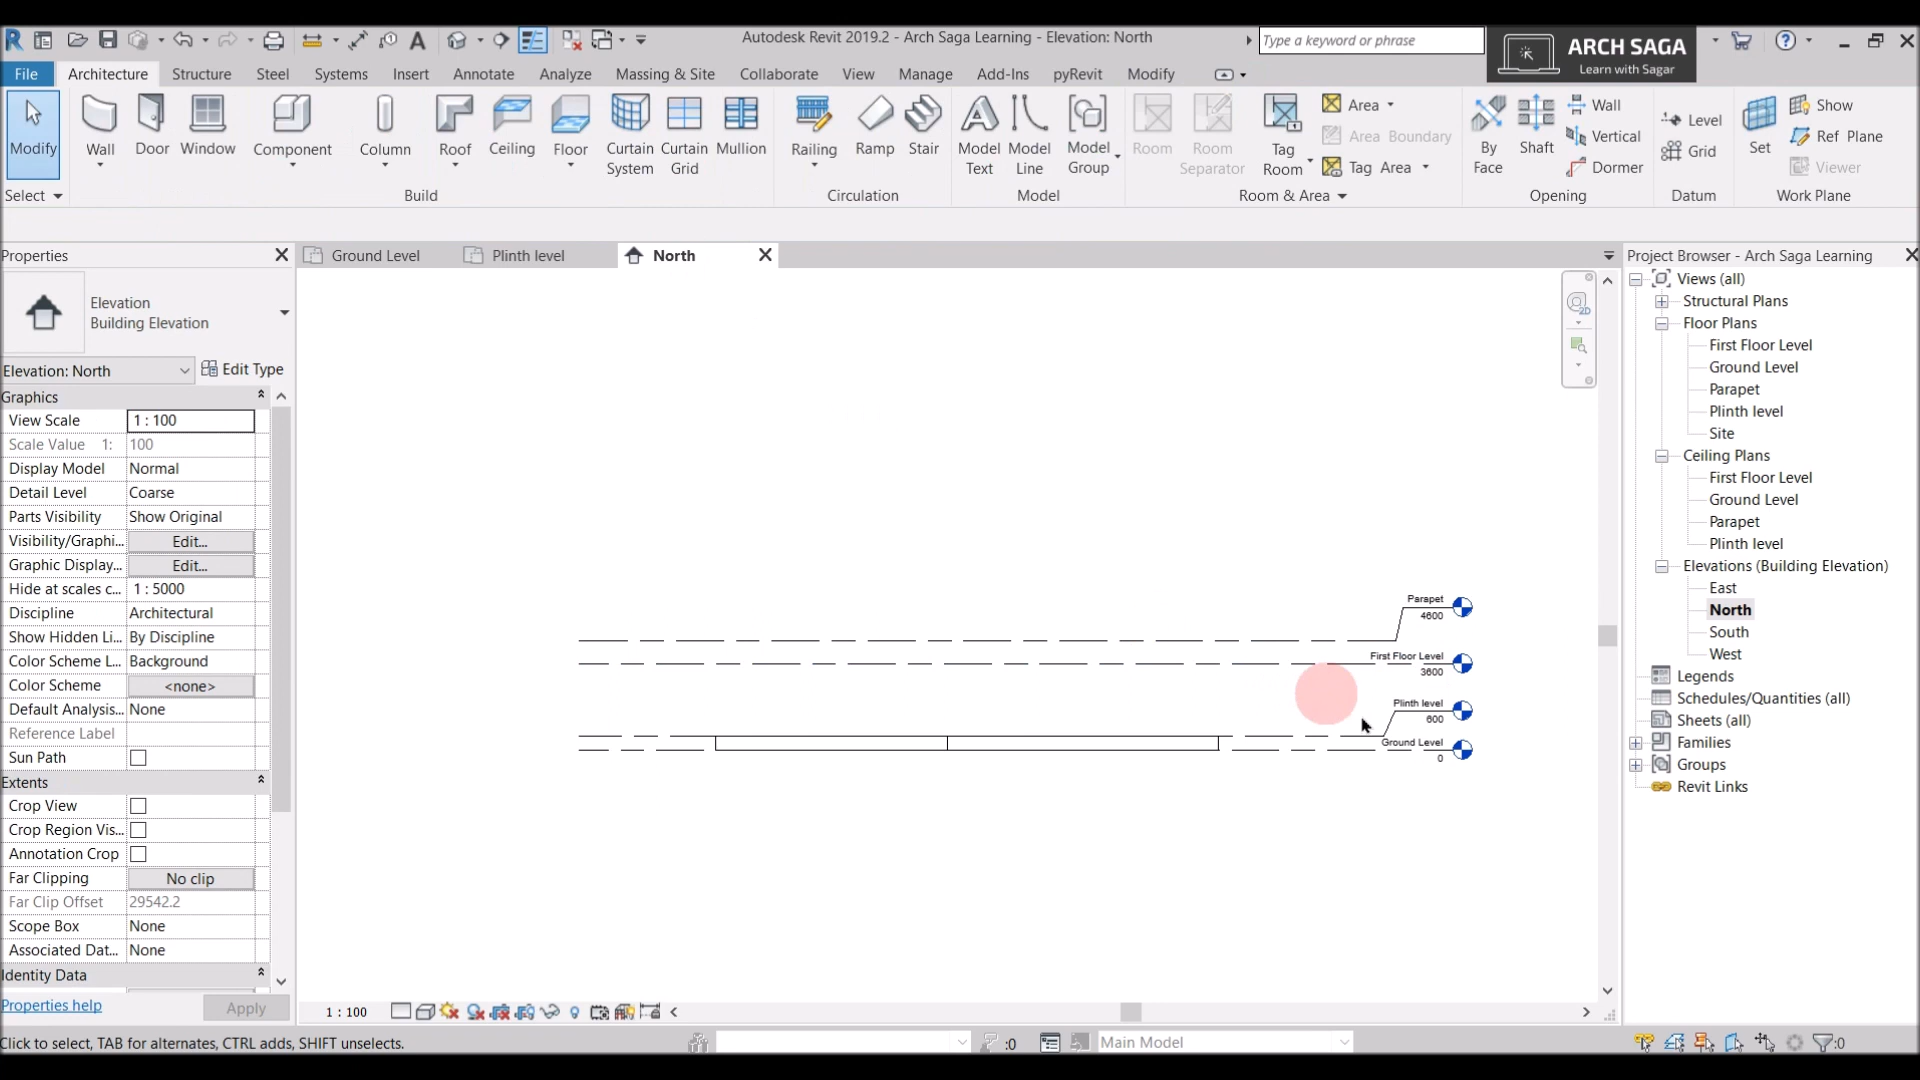 Autodesk Revit 2019.2 - Arch Saga Learning - Elevation: North
Type a keyword or phrase
ARCH SAGA
Learn with Sagar
File Architecture Structure Steel Systems Insert Annotate Analyze Massing & Site Collaborate View Manage Add-Ins pyRevit Modify
Modify
Wall
Door
Window
Component
Column
Roof
Ceiling
Floor
Curtain System
Curtain Grid
Mullion
Railing
Ramp
Stair
Model Text
Model Line
Model Group
Room
Room Separator
Tag Room
Area
Area Boundary
Tag Area
By Face
Shaft
Wall
Vertical
Dormer
Level
Grid
Set
Show
Ref Plane
Viewer
Select
Build
Circulation
Model
Room & Area
Opening
Datum
Work Plane
Properties
Ground Level
Plinth level
North
Project Browser - Arch Saga Learning
Elevation
Building Elevation
Elevation: North
Edit Type
Graphics
View Scale 1 : 100
Scale Value 1: 100
Display Model Normal
Detail Level Coarse
Parts Visibility Show Original
Visibility/Graphi... Edit...
Graphic Display... Edit...
Hide at scales c... 1 : 5000
Discipline Architectural
Show Hidden Li... By Discipline
Color Scheme L... Background
Color Scheme <none>
Default Analysis... None
Reference Label
Sun Path
Extents
Crop View
Crop Region Vis...
Annotation Crop
Far Clipping No clip
Far Clip Offset 29542.2
Scope Box None
Associated Dat... None
Identity Data
Properties help
Apply
Parapet
4600
First Floor Level
3600
Plinth level
600
Ground Level
0
Views (all)
Structural Plans
Floor Plans
First Floor Level
Ground Level
Parapet
Plinth level
Site
Ceiling Plans
First Floor Level
Ground Level
Parapet
Plinth level
Elevations (Building Elevation)
East
North
South
West
Legends
Schedules/Quantities (all)
Sheets (all)
Families
Groups
Revit Links
1 : 100
Click to select, TAB for alternates, CTRL adds, SHIFT unselects.
:0
Main Model
:0